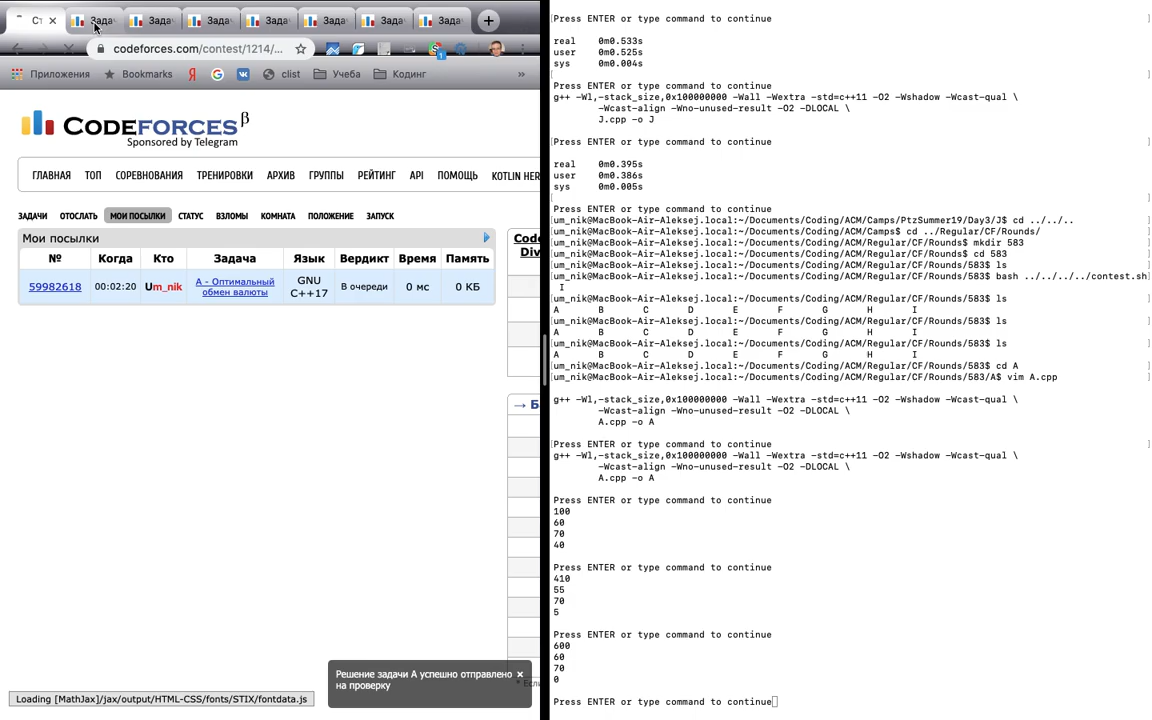 Ст
Зада
Зада
Зада
Зада
Зада
Зада
Зада
codeforces.com/contest/1214/...
1
Приложения
Bookmarks
Я
G
clist
Учеба
Кодинг
»
CODEFORCES β
Sponsored by Telegram
ГЛАВНАЯ ТОП СОРЕВНОВАНИЯ ТРЕНИРОВКИ АРХИВ ГРУППЫ РЕЙТИНГ API ПОМОЩЬ KOTLIN HER
ЗАДАЧИ ОТОСЛАТЬ МОИ ПОСЫЛКИ СТАТУС ВЗЛОМЫ КОМНАТА ПОЛОЖЕНИЕ ЗАПУСК
Мои посылки
№ Когда Кто Задача Язык Вердикт Время Память
59982618 00:02:20 Um_nik A - Оптимальный обмен валюты GNU C++17 В очереди 0 мс 0 КБ
Code
Div
→ Б
Решение задачи A успешно отправлено
на проверку
Loading [MathJax]/jax/output/HTML-CSS/fonts/STIX/fontdata.js
[Press ENTER or type command to continue
real 0m0.533s
user 0m0.525s
sys 0m0.004s
[
Press ENTER or type command to continue
g++ -Wl,-stack_size,0x100000000 -Wall -Wextra -std=c++11 -O2 -Wshadow -Wcast-qual \
-Wcast-align -Wno-unused-result -O2 -DLOCAL \
J.cpp -o J
[Press ENTER or type command to continue
real 0m0.395s
user 0m0.386s
sys 0m0.005s
[
Press ENTER or type command to continue
[um_nik@MacBook-Air-Aleksej.local:~/Documents/Coding/ACM/Camps/PtzSummer19/Day3/J$ cd ../../..
[um_nik@MacBook-Air-Aleksej.local:~/Documents/Coding/ACM/Camps$ cd ../Regular/CF/Rounds/
[um_nik@MacBook-Air-Aleksej.local:~/Documents/Coding/ACM/Regular/CF/Rounds$ mkdir 583
[um_nik@MacBook-Air-Aleksej.local:~/Documents/Coding/ACM/Regular/CF/Rounds$ cd 583
[um_nik@MacBook-Air-Aleksej.local:~/Documents/Coding/ACM/Regular/CF/Rounds/583$ ls
[um_nik@MacBook-Air-Aleksej.local:~/Documents/Coding/ACM/Regular/CF/Rounds/583$ bash ../../../../contest.sh
I
[um_nik@MacBook-Air-Aleksej.local:~/Documents/Coding/ACM/Regular/CF/Rounds/583$ ls
A B C D E F G H I
[um_nik@MacBook-Air-Aleksej.local:~/Documents/Coding/ACM/Regular/CF/Rounds/583$ ls
A B C D E F G H I
[um_nik@MacBook-Air-Aleksej.local:~/Documents/Coding/ACM/Regular/CF/Rounds/583$ ls
A B C D E F G H I
[um_nik@MacBook-Air-Aleksej.local:~/Documents/Coding/ACM/Regular/CF/Rounds/583$ cd A
[um_nik@MacBook-Air-Aleksej.local:~/Documents/Coding/ACM/Regular/CF/Rounds/583/A$ vim A.cpp
g++ -Wl,-stack_size,0x100000000 -Wall -Wextra -std=c++11 -O2 -Wshadow -Wcast-qual \
-Wcast-align -Wno-unused-result -O2 -DLOCAL \
A.cpp -o A
[Press ENTER or type command to continue
g++ -Wl,-stack_size,0x100000000 -Wall -Wextra -std=c++11 -O2 -Wshadow -Wcast-qual \
-Wcast-align -Wno-unused-result -O2 -DLOCAL \
A.cpp -o A
Press ENTER or type command to continue
100
60
70
40
Press ENTER or type command to continue
410
55
70
5
Press ENTER or type command to continue
600
60
70
0
Press ENTER or type command to continue